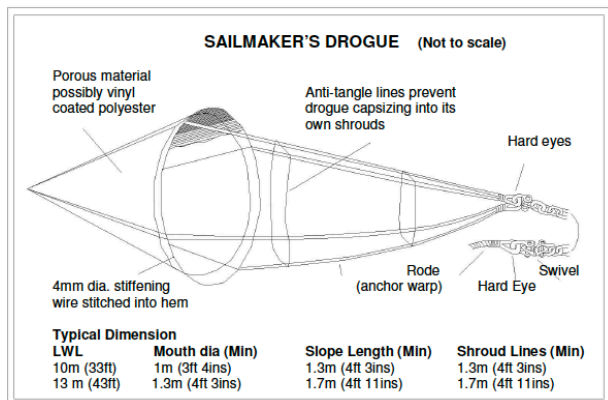 SAILMAKER'S DROGUE (Not to scale)
Porous material
possibly vinyl
coated polyester
Anti-tangle lines prevent
drogue capsizing into its
own shrouds
Hard eyes
4mm dia. stiffening
wire stitched into hem
Rode
(anchor warp)
Hard Eye
Swivel
Typical Dimension
LWL Mouth dia (Min) Slope Length (Min) Shroud Lines (Min)
10m (33ft) 1m (3ft 4ins) 1.3m (4ft 3ins) 1.3m (4ft 3ins)
13 m (43ft) 1.3m (4ft 3ins) 1.7m (4ft 11ins) 1.7m (4ft 11ins)